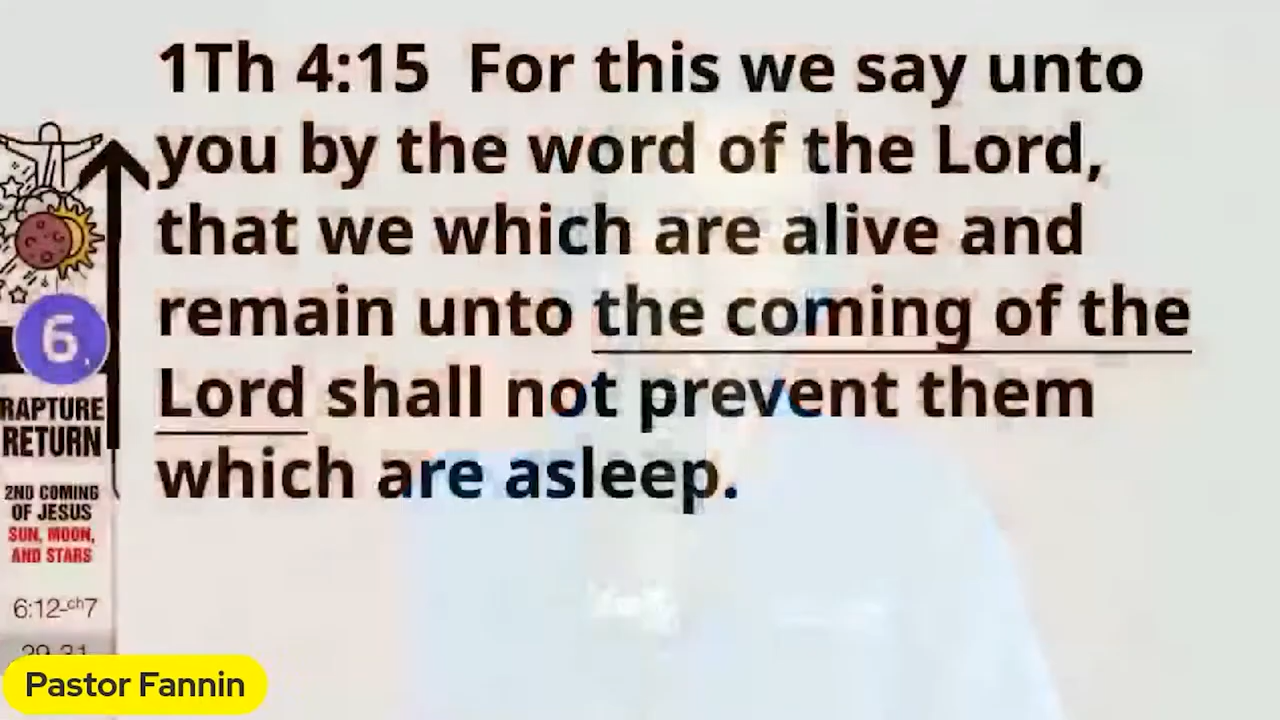 1Th 4:15  For this we say unto
you by the word of the Lord,
that we which are alive and
remain unto the coming of the
Lord shall not prevent them
which are asleep.
6
RAPTURE
RETURN
2ND COMING
OF JESUS
SUN, MOON,
AND STARS
6:12-ch7
29-31
Pastor Fannin